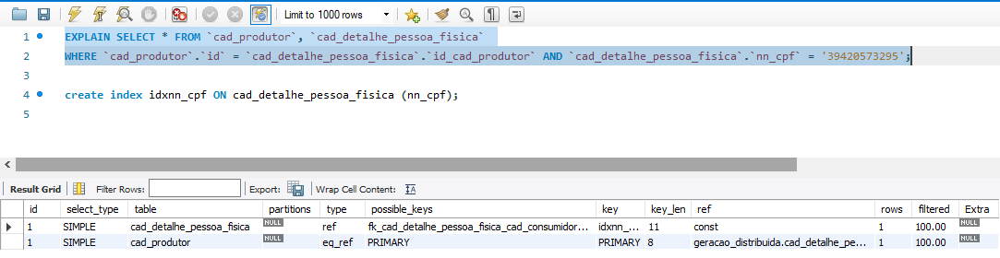 Limit to 1000 rows
1 EXPLAIN SELECT * FROM `cad_produtor`, `cad_detalhe_pessoa_fisica`
2 WHERE `cad_produtor`.`id` = `cad_detalhe_pessoa_fisica`.`id_cad_produtor` AND `cad_detalhe_pessoa_fisica`.`nn_cpf` = '39420573295';
3
4 create index idxnn_cpf ON cad_detalhe_pessoa_fisica (nn_cpf);
5
Result Grid Filter Rows: Export: Wrap Cell Content: IA
id select_type table partitions type possible_keys key key_len ref rows filtered Extra
1 SIMPLE cad_detalhe_pessoa_fisica NULL ref fk_cad_detalhe_pessoa_fisica_cad_consumidor... idxnn_... 11 const 1 100.00 NULL
1 SIMPLE cad_produtor NULL eq_ref PRIMARY PRIMARY 8 geracao_distribuida.cad_detalhe_pe... 1 100.00 NULL